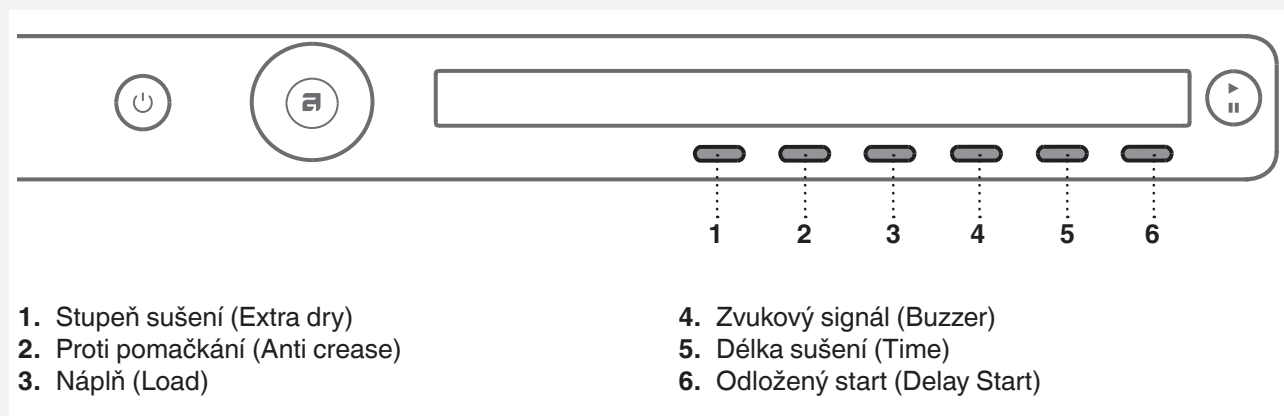 1 2 3 4 5 6
1. Stupeň sušení (Extra dry)
2. Proti pomačkání (Anti crease)
3. Náplň (Load)
4. Zvukový signál (Buzzer)
5. Délka sušení (Time)
6. Odložený start (Delay Start)